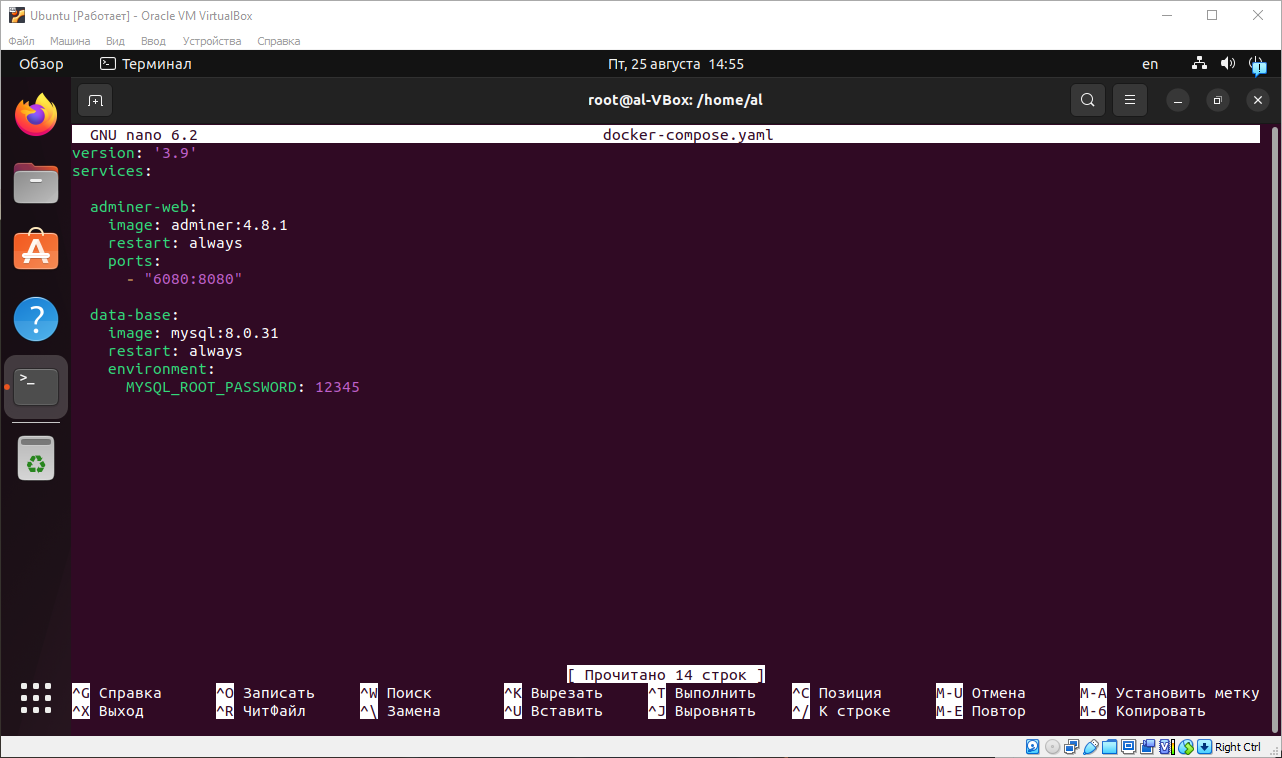 Ubuntu [Работает] - Oracle VM VirtualBox
Файл Машина Вид Ввод Устройства Справка
Обзор Терминал Пт, 25 августа 14:55 en
root@al-VBox: /home/al
GNU nano 6.2 docker-compose.yaml
version: '3.9'
services:
adminer-web:
image: adminer:4.8.1
restart: always
ports:
- "6080:8080"
data-base:
image: mysql:8.0.31
restart: always
environment:
MYSQL_ROOT_PASSWORD: 12345
[ Прочитано 14 строк ]
^G Справка ^O Записать ^W Поиск ^K Вырезать ^T Выполнить ^C Позиция M-U Отмена M-A Установить метку
^X Выход ^R ЧитФайл ^\ Замена ^U Вставить ^J Выровнять ^/ К строке M-E Повтор M-6 Копировать
Right Ctrl